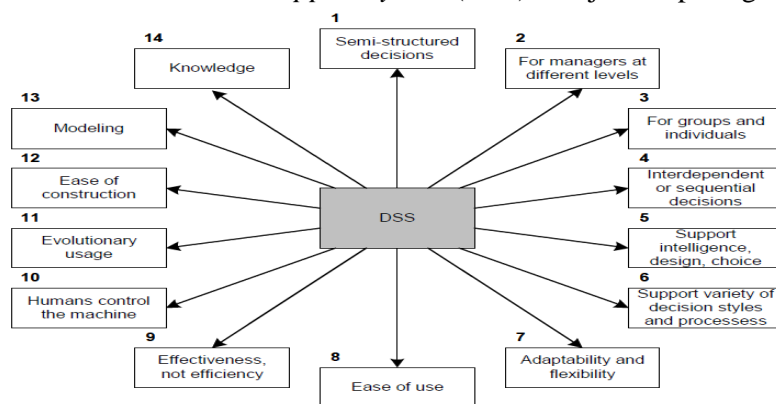 1
Semi-structured
decisions
2
For managers at
different levels
3
For groups and
individuals
4
Interdependent
or sequential
decisions
5
Support
intelligence,
design, choice
6
Support variety of
decision styles
and processess
7
Adaptability and
flexibility
8
Ease of use
9
Effectiveness,
not efficiency
10
Humans control
the machine
11
Evolutionary
usage
12
Ease of
construction
13
Modeling
14
Knowledge
DSS